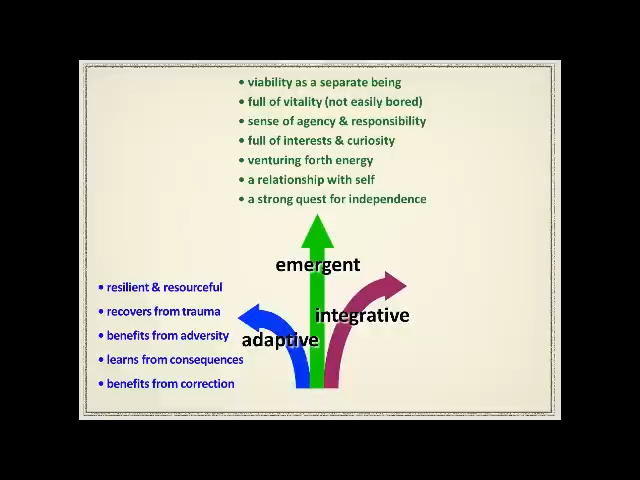 • viability as a separate being
• full of vitality (not easily bored)
• sense of agency & responsibility
• full of interests & curiosity
• venturing forth energy
• a relationship with self
• a strong quest for independence
emergent
• resilient & resourceful
• recovers from trauma
integrative
• benefits from adversity
adaptive
• learns from consequences
• benefits from correction